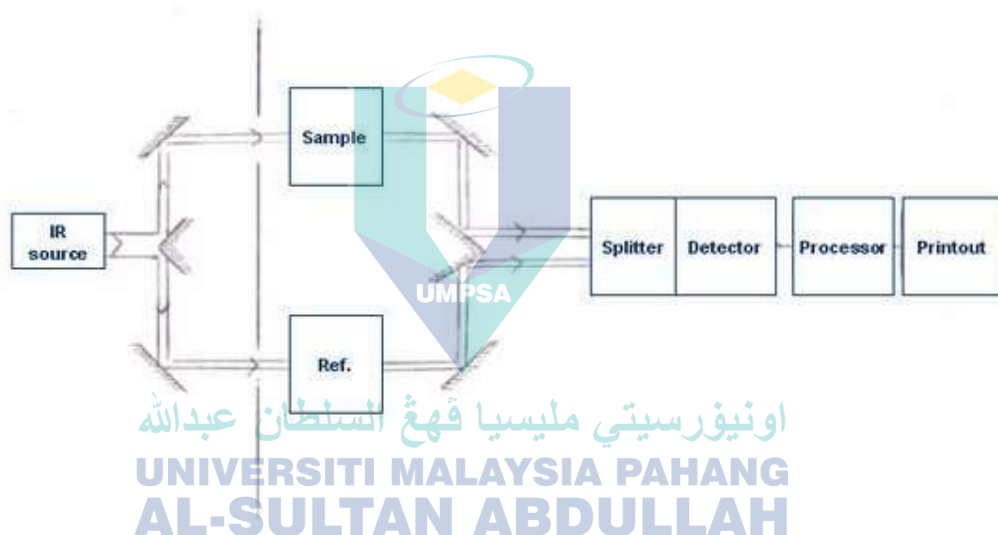 Sample
IR
source
Splitter
Detector
Processor
Printout
UMPSA
Ref.
اونيۏرسيتي مليسيا ڤهڠ السلطان عبدالله
UNIVERSITI MALAYSIA PAHANG
AL-SULTAN ABDULLAH